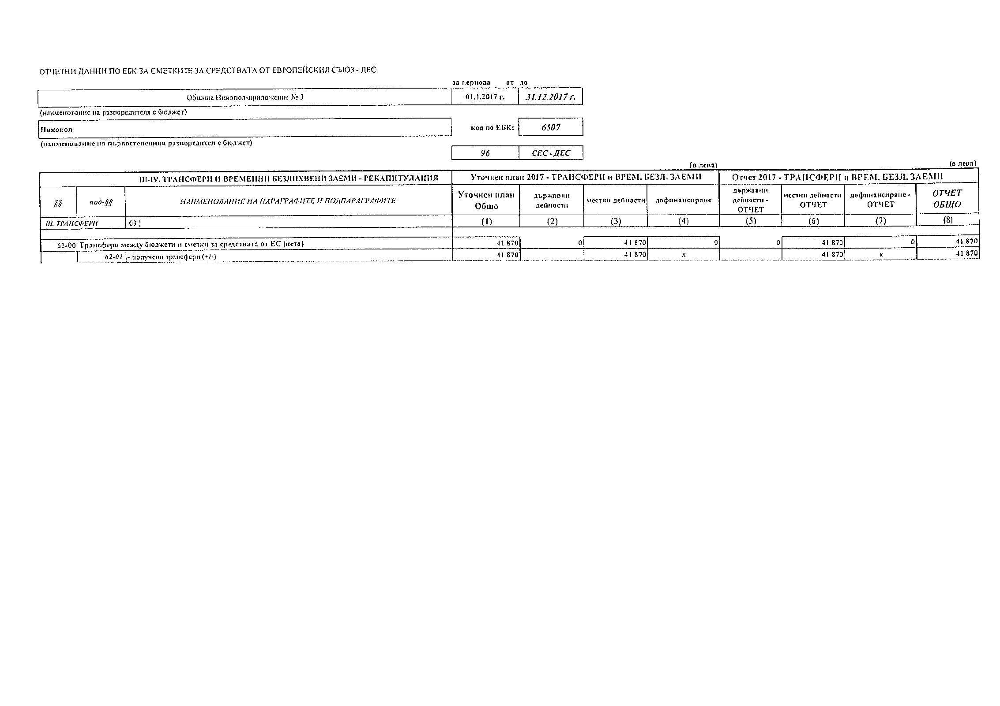 ОТЧЕТНИ ДАННИ ПО ЕБК ЗА СМЕТКИТЕ ЗА СРЕДСТВАТА ОТ ЕВРОПЕЙСКИЯ СЪЮЗ - ДЕС
за периода от до
Община Никопол-приложение № 3 01.1.2017 г. 31.12.2017 г.
(наименование на разпоредителя с бюджет)
Никопол код по ЕБК: 6507
(наименование на първостепенния разпоредител с бюджет)
96 СЕС - ДЕС
(в лева) (в лева)
III-IV. ТРАНСФЕРИ И ВРЕМЕННИ БЕЗЛИХВЕНИ ЗАЕМИ - РЕКАПИТУЛАЦИЯ Уточнен план 2017 - ТРАНСФЕРИ и ВРЕМ. БЕЗЛ. ЗАЕМИ Отчет 2017 - ТРАНСФЕРИ и ВРЕМ. БЕЗЛ. ЗАЕМИ
§§ под-§§ НАИМЕНОВАНИЕ НА ПАРАГРАФИТЕ И ПОДПАРАГРАФИТЕ Уточнен план Общо държавни дейности местни дейности дофинансиране държавни дейности - ОТЧЕТ местни дейности ОТЧЕТ дофинансиране - ОТЧЕТ ОТЧЕТ ОБЩО
III. ТРАНСФЕРИ 03 ¦ (1) (2) (3) (4) (5) (6) (7) (8)
62-00 Трансфери между бюджети и сметки за средствата от ЕС (нето) 41 870 0 41 870 0 0 41 870 0 41 870
62-01 - получени трансфери (+/-) 41 870 41 870 x 41 870 x 41 870